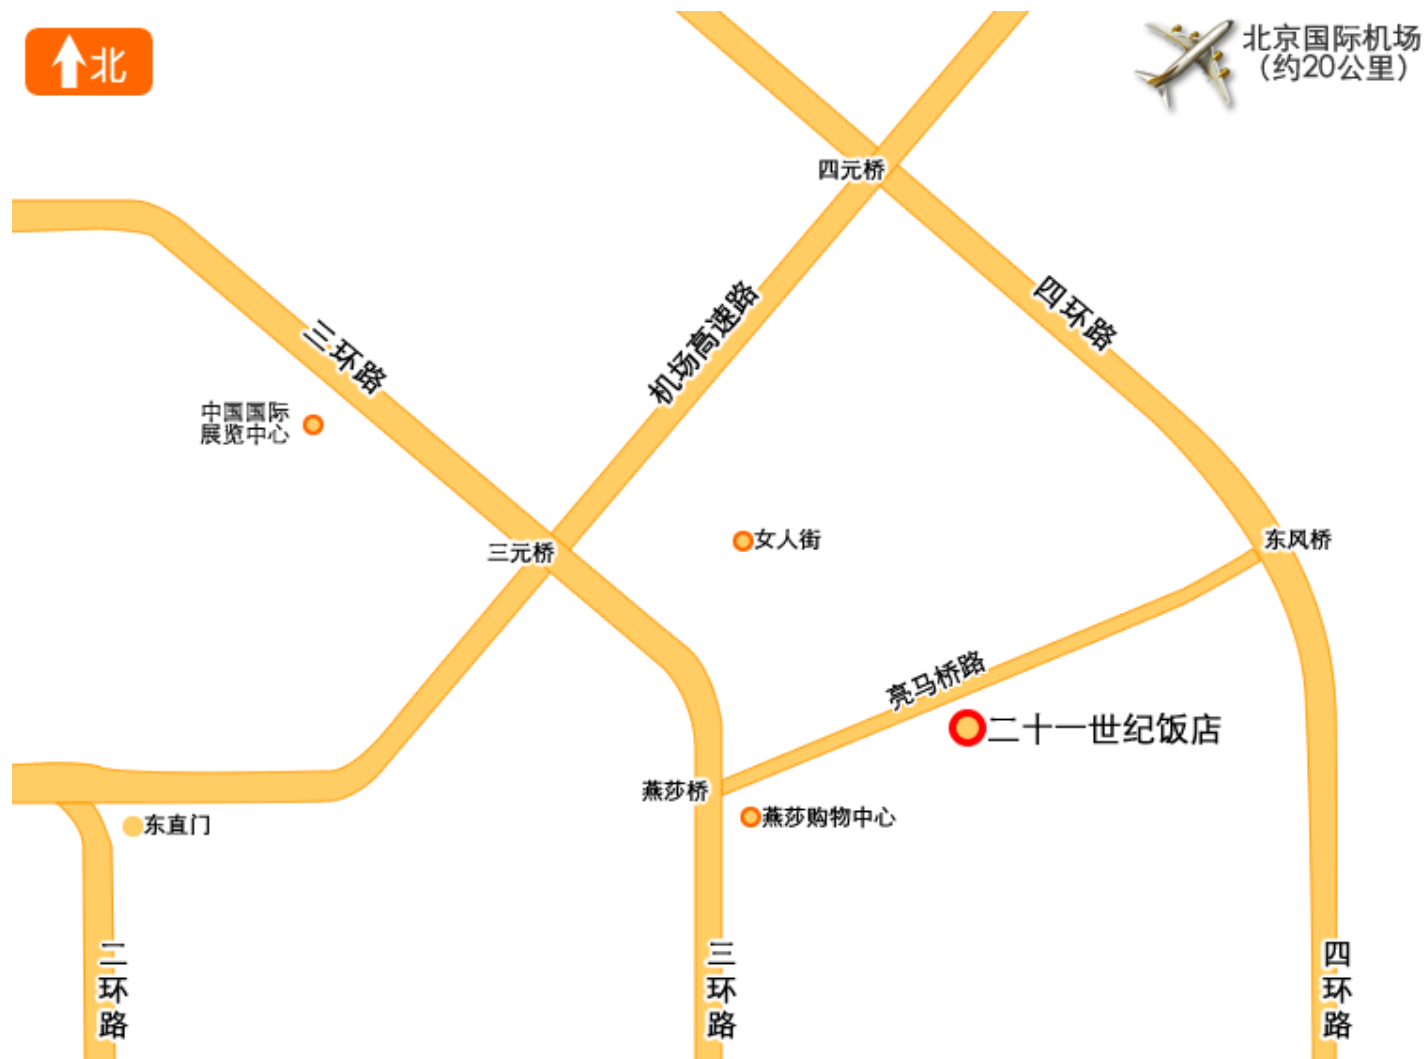 北
北京国际机场
（约20公里）
四元桥
四环路
机场高速路
三环路
中国国际
展览中心
三元桥
女人街
东风桥
亮马桥路
二十一世纪饭店
燕莎桥
燕莎购物中心
东直门
二环路
三环路
四环路